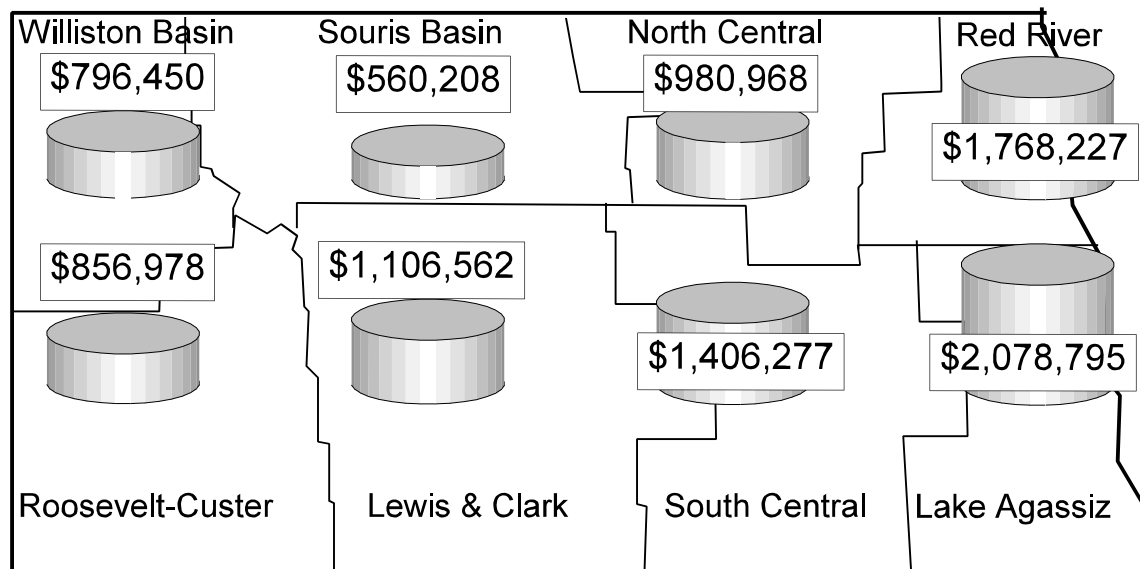 Williston Basin
Souris Basin
North Central
Red River
$796,450
$560,208
$980,968
$1,768,227
$856,978
$1,106,562
$1,406,277
$2,078,795
Roosevelt-Custer
Lewis & Clark
South Central
Lake Agassiz